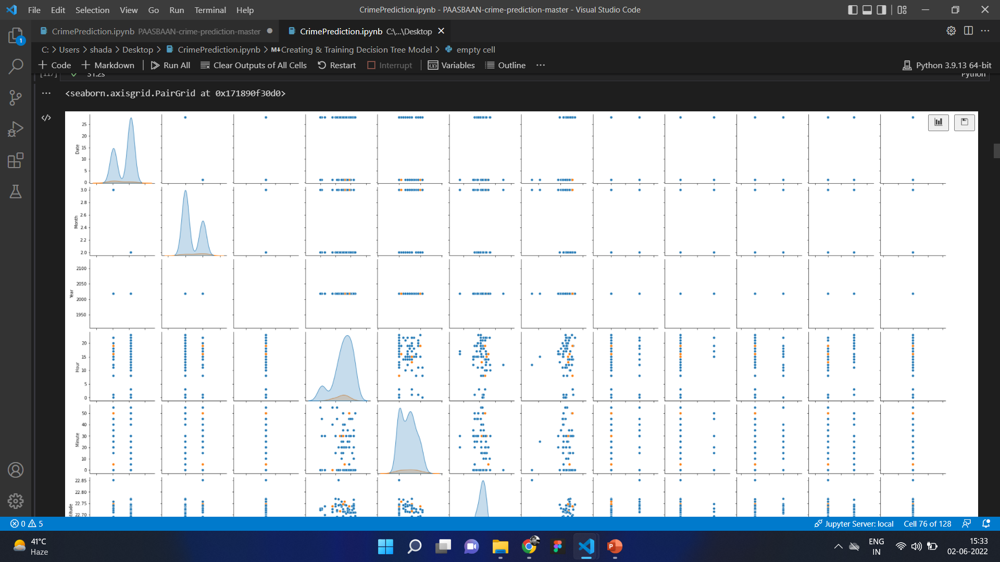 File Edit Selection View Go Run Terminal Help
CrimePrediction.ipynb - PAASBAAN-crime-prediction-master - Visual Studio Code
CrimePrediction.ipynb PAASBAAN-crime-prediction-master
CrimePrediction.ipynb C:\...\Desktop
1
C: > Users > shada > Desktop > CrimePrediction.ipynb > M↓Creating & Training Decision Tree Model > empty cell
+ Code + Markdown Run All Clear Outputs of All Cells Restart Interrupt (x) Variables Outline ...
Python 3.9.13 64-bit
[117] 31.2s
Python
<seaborn.axisgrid.PairGrid at 0x171890f30d0>
25
20
15
10
5
0
Date
3.0
2.8
2.6
2.4
2.2
2.0
Month
2100
2050
2000
1950
Year
20
15
10
5
0
Hour
50
40
30
20
10
0
Minute
22.85
22.80
22.75
22.70
titude
0 5
Jupyter Server: local Cell 76 of 128
41°C
Haze
P
ENG
IN
15:33
02-06-2022